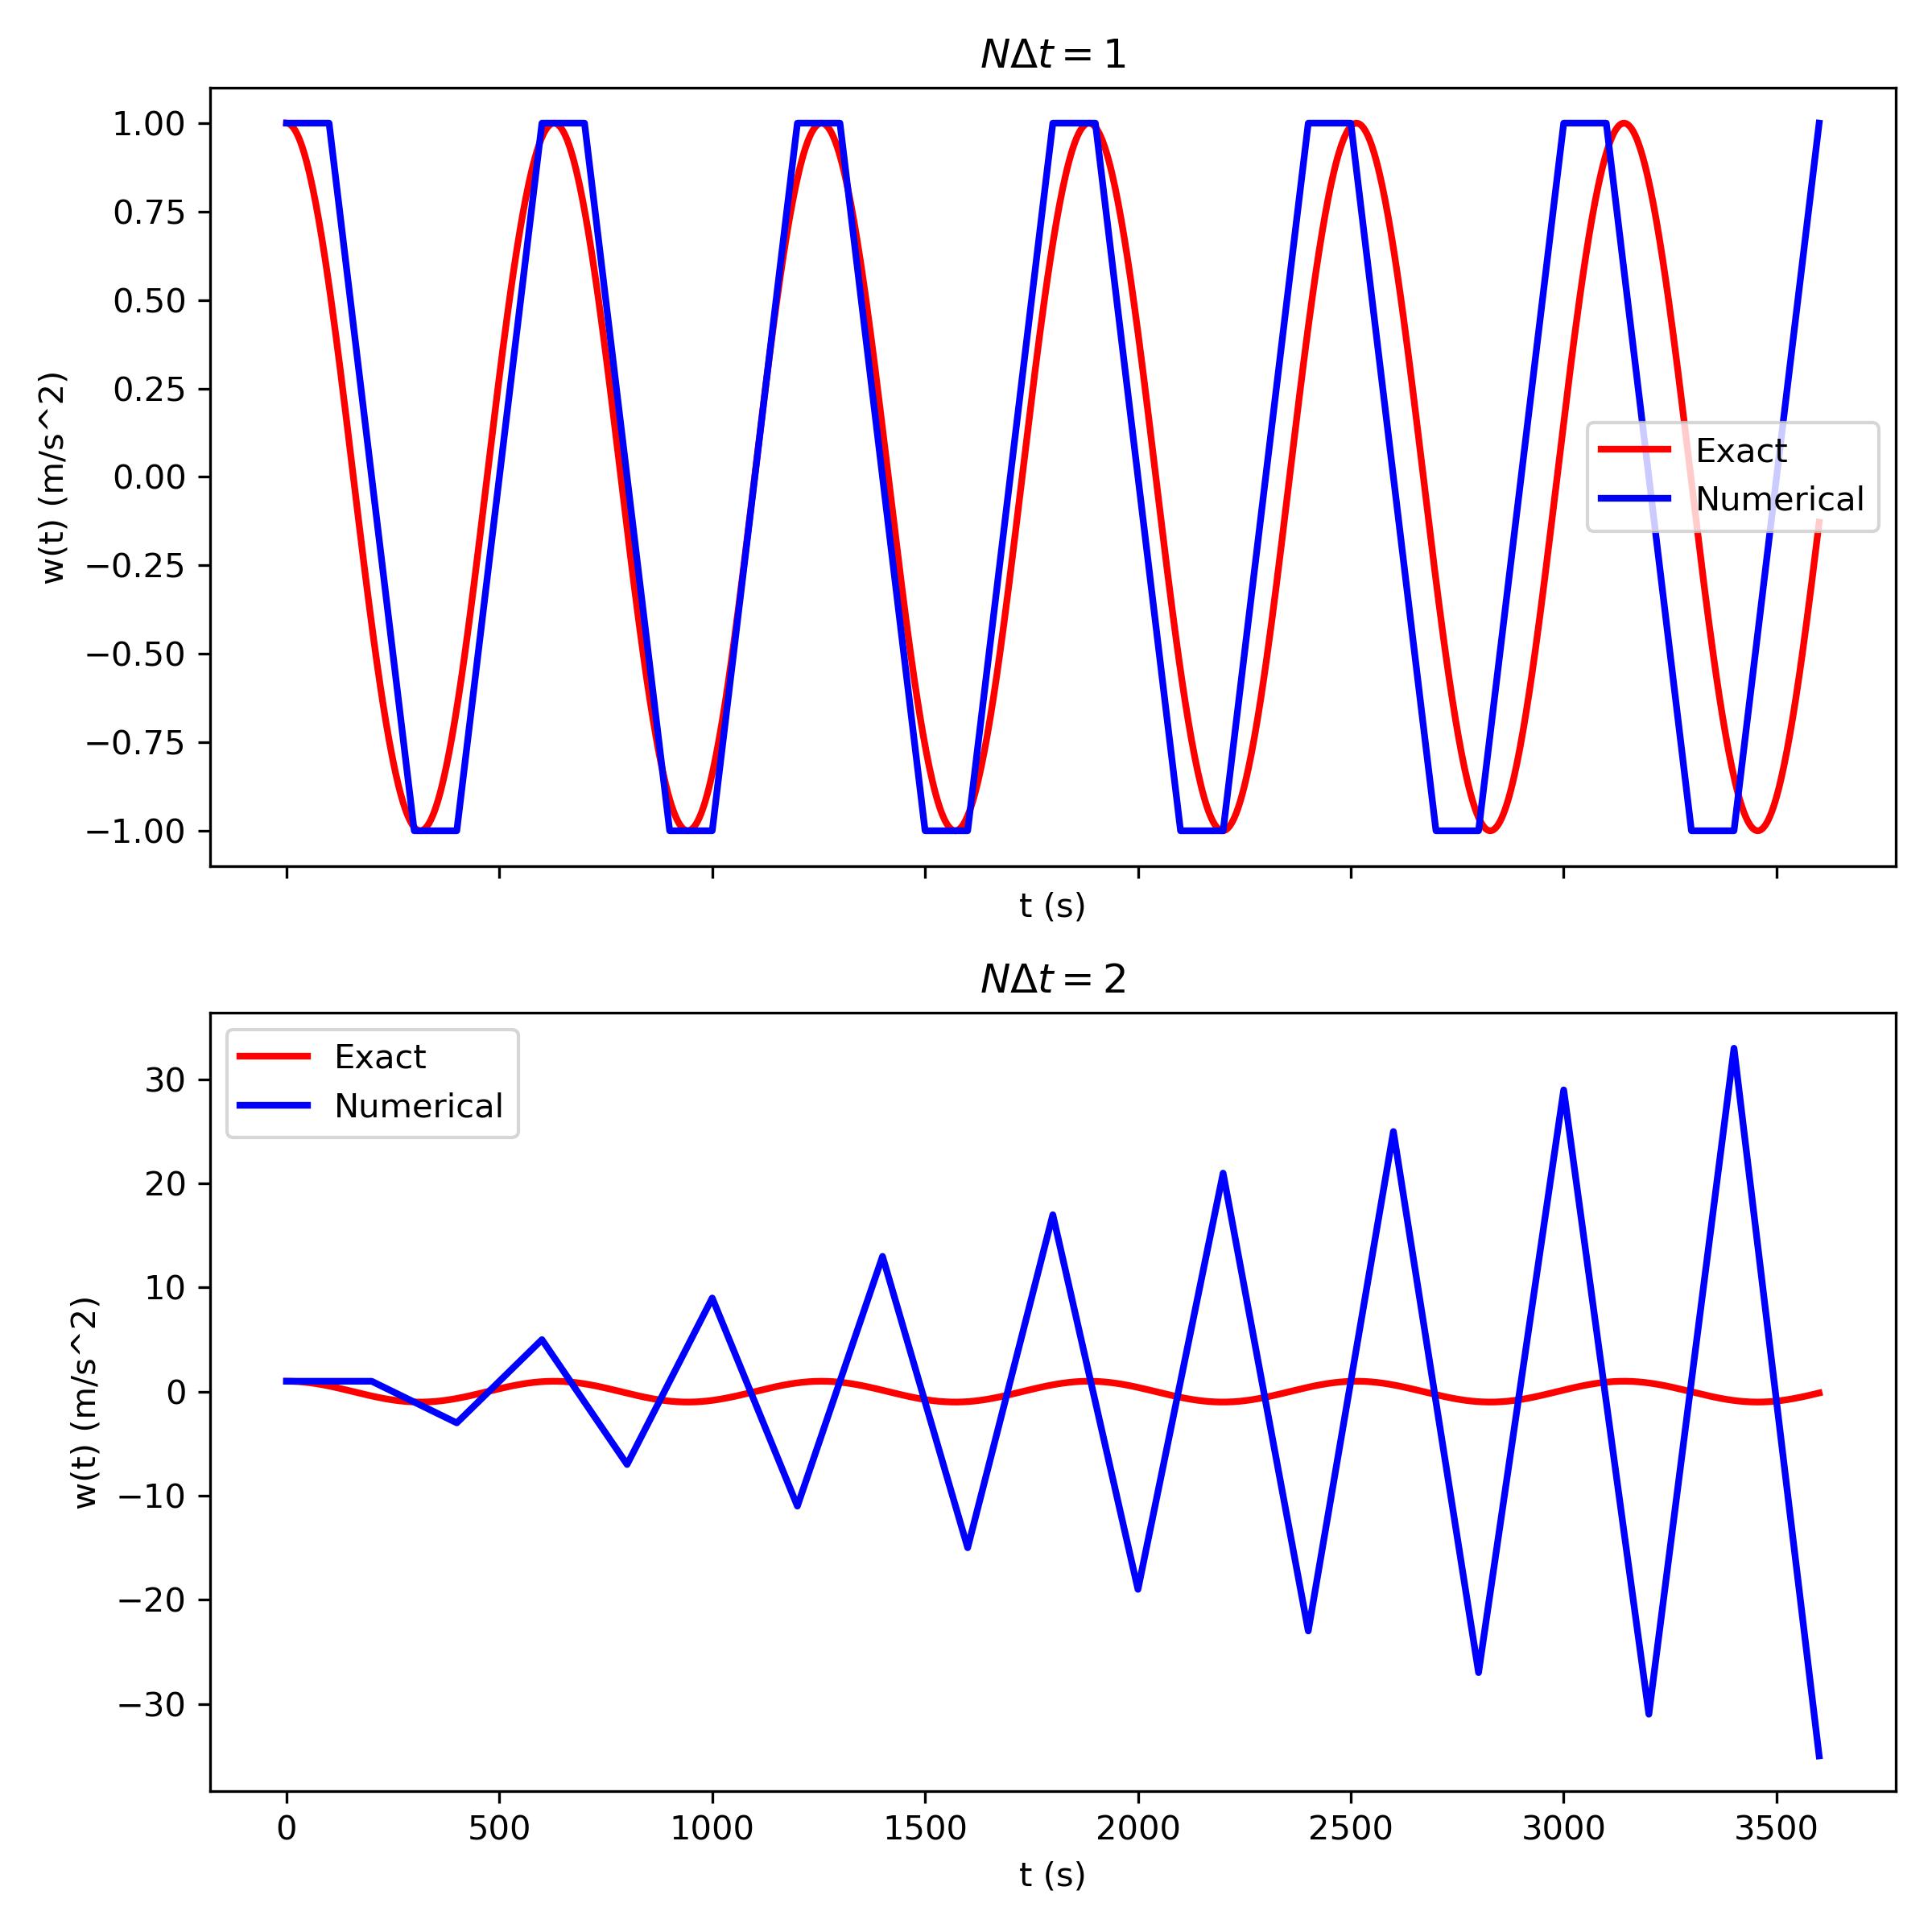 NΔt = 1
1.00
0.75
0.50
0.25
0.00
−0.25
−0.50
−0.75
−1.00
w(t) (m/s^2)
Exact
Numerical
t (s)
NΔt = 2
Exact
Numerical
30
20
10
0
−10
−20
−30
w(t) (m/s^2)
0 500 1000 1500 2000 2500 3000 3500
t (s)